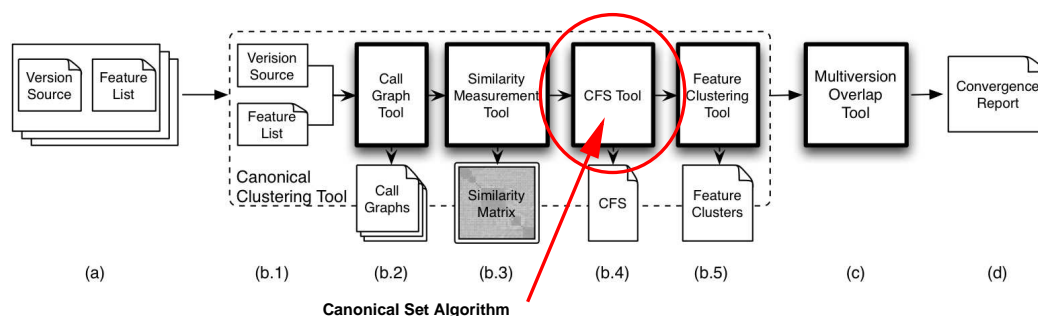 Version
Source
Feature
List
Verision
Source
Feature
List
Canonical
Clustering Tool
Call
Graph
Tool
Similarity
Measurement
Tool
CFS Tool
Feature
Clustering
Tool
Call
Graphs
Similarity
Matrix
CFS
Feature
Clusters
Multiversion
Overlap
Tool
Convergence
Report
(a)
(b.1)
(b.2)
(b.3)
(b.4)
(b.5)
(c)
(d)
Canonical Set Algorithm